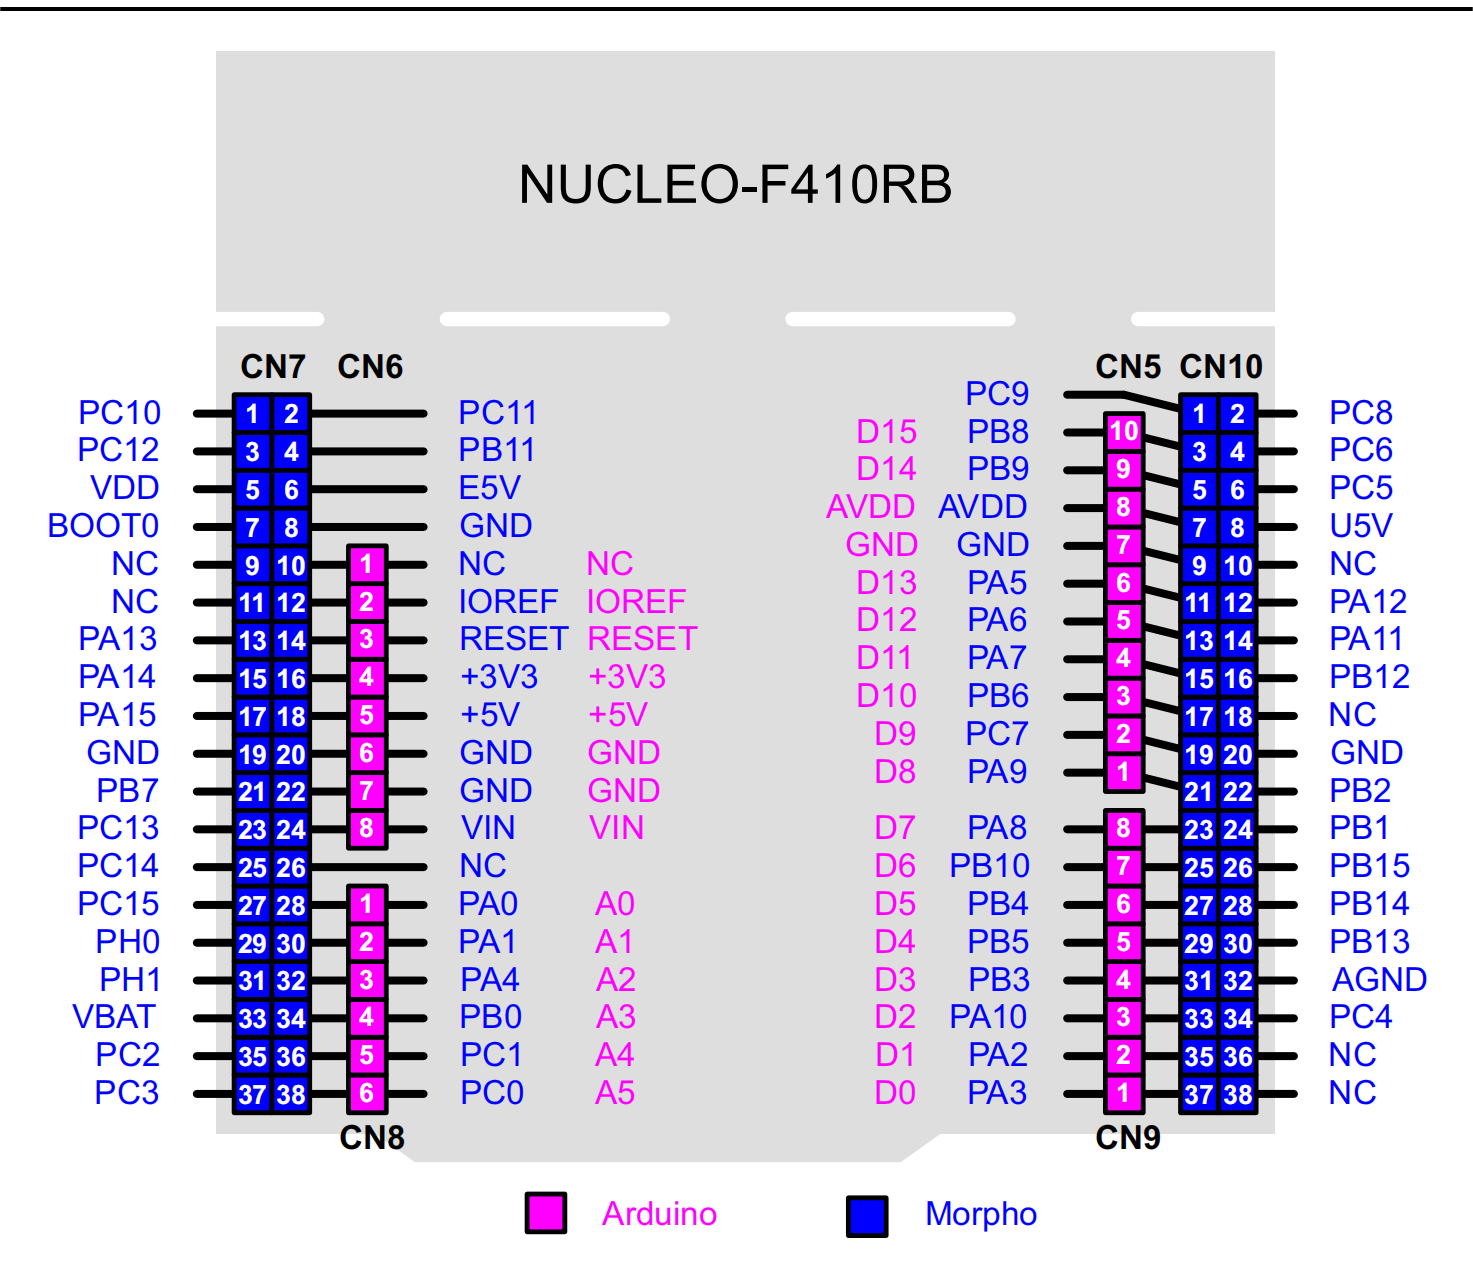 NUCLEO-F410RB
CN7 CN6 CN5 CN10
PC9
PC10 1 2 PC11 1 2 PC8
D15 PB8 10
PC12 3 4 PB11 3 4 PC6
D14 PB9 9
VDD 5 6 E5V 5 6 PC5
AVDD AVDD 8
BOOT0 7 8 GND 7 8 U5V
GND GND 7
NC 9 10 1 NC NC 9 10 NC
D13 PA5 6
NC 11 12 2 IOREF IOREF 11 12 PA12
D12 PA6 5
PA13 13 14 3 RESET RESET 13 14 PA11
D11 PA7 4
PA14 15 16 4 +3V3 +3V3 15 16 PB12
D10 PB6 3
PA15 17 18 5 +5V +5V 17 18 NC
D9 PC7 2
GND 19 20 6 GND GND 19 20 GND
D8 PA9 1
PB7 21 22 7 GND GND 21 22 PB2
PC13 23 24 8 VIN VIN D7 PA8 8 23 24 PB1
PC14 25 26 NC D6 PB10 7 25 26 PB15
PC15 27 28 1 PA0 A0 D5 PB4 6 27 28 PB14
PH0 29 30 2 PA1 A1 D4 PB5 5 29 30 PB13
PH1 31 32 3 PA4 A2 D3 PB3 4 31 32 AGND
VBAT 33 34 4 PB0 A3 D2 PA10 3 33 34 PC4
PC2 35 36 5 PC1 A4 D1 PA2 2 35 36 NC
PC3 37 38 6 PC0 A5 D0 PA3 1 37 38 NC
CN8 CN9
Arduino Morpho